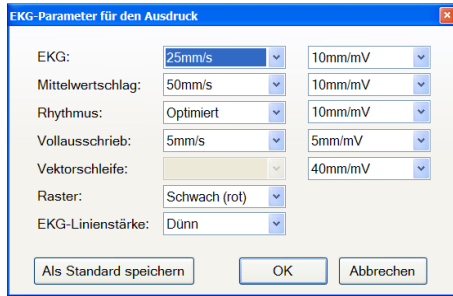 EKG-Parameter für den Ausdruck
EKG: 25mm/s 10mm/mV
Mittelwertschlag: 50mm/s 10mm/mV
Rhythmus: Optimiert 10mm/mV
Vollausschrieb: 5mm/s 5mm/mV
Vektorschleife: 40mm/mV
Raster: Schwach (rot)
EKG-Linienstärke: Dünn
Als Standard speichern OK Abbrechen